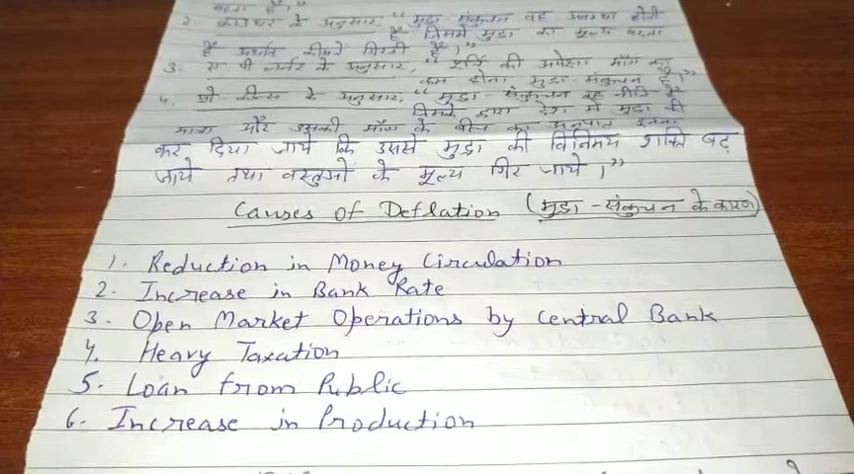 कहता है।”
2. क्राउथर के अनुसार, “मुद्रा संकुचन वह अवस्था होती
है जिसमें मुद्रा का मूल्य बढ़ता
है अर्थात कीमतें गिरती हैं।”
3. ए पी लर्नर के अनुसार, “पूर्ति की अपेक्षा माँग का
कम होना मुद्रा-संकुचन है।”
4. प्रो कीन्स के अनुसार, “मुद्रा-संकुचन वह नीति है
जिसके द्वारा देश में मुद्रा की
मात्रा और उसकी माँग के बीच का अनुपात इतना
कर दिया जाये कि उससे मुद्रा की विनिमय शक्ति बढ़
जाये तथा वस्तुओं के मूल्य गिर जाये।”
Causes of Deflation (मुद्रा-संकुचन के कारण)
1. Reduction in Money Circulation
2. Increase in Bank Rate
3. Open Market Operations by Central Bank
4. Heavy Taxation
5. Loan from Public
6. Increase in Production